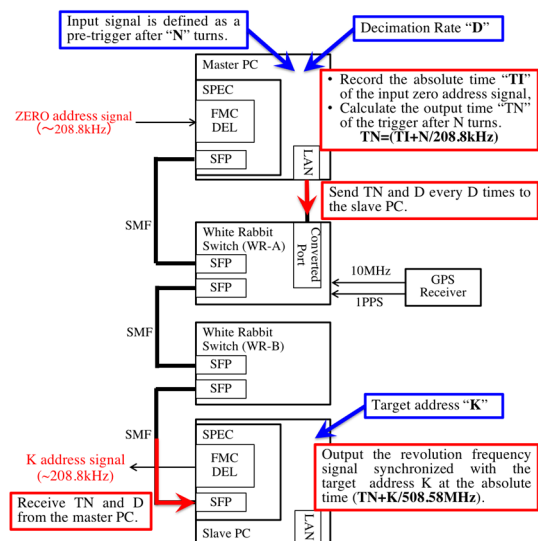 Input signal is defined as a
pre-trigger after “N” turns.
Decimation Rate “D”
Master PC
SPEC
FMC
DEL
SFP
LAN
ZERO address signal
(～208.8kHz)
• Record the absolute time “TI”
of the input zero address signal,
• Calculate the output time “TN”
of the trigger after N turns.
TN=(TI+N/208.8kHz)
Send TN and D every D times to
the slave PC.
SMF
White Rabbit
Switch (WR-A)
Converted
Port
SFP
SFP
10MHz
1PPS
GPS
Receiver
SMF
White Rabbit
Switch (WR-B)
SFP
SFP
Target address “K”
SMF
SPEC
FMC
DEL
SFP
Slave PC
LAN
K address signal
(~208.8kHz)
Output the revolution frequency
signal synchronized with the
target address K at the absolute
time (TN+K/508.58MHz).
Receive TN and D
from the master PC.